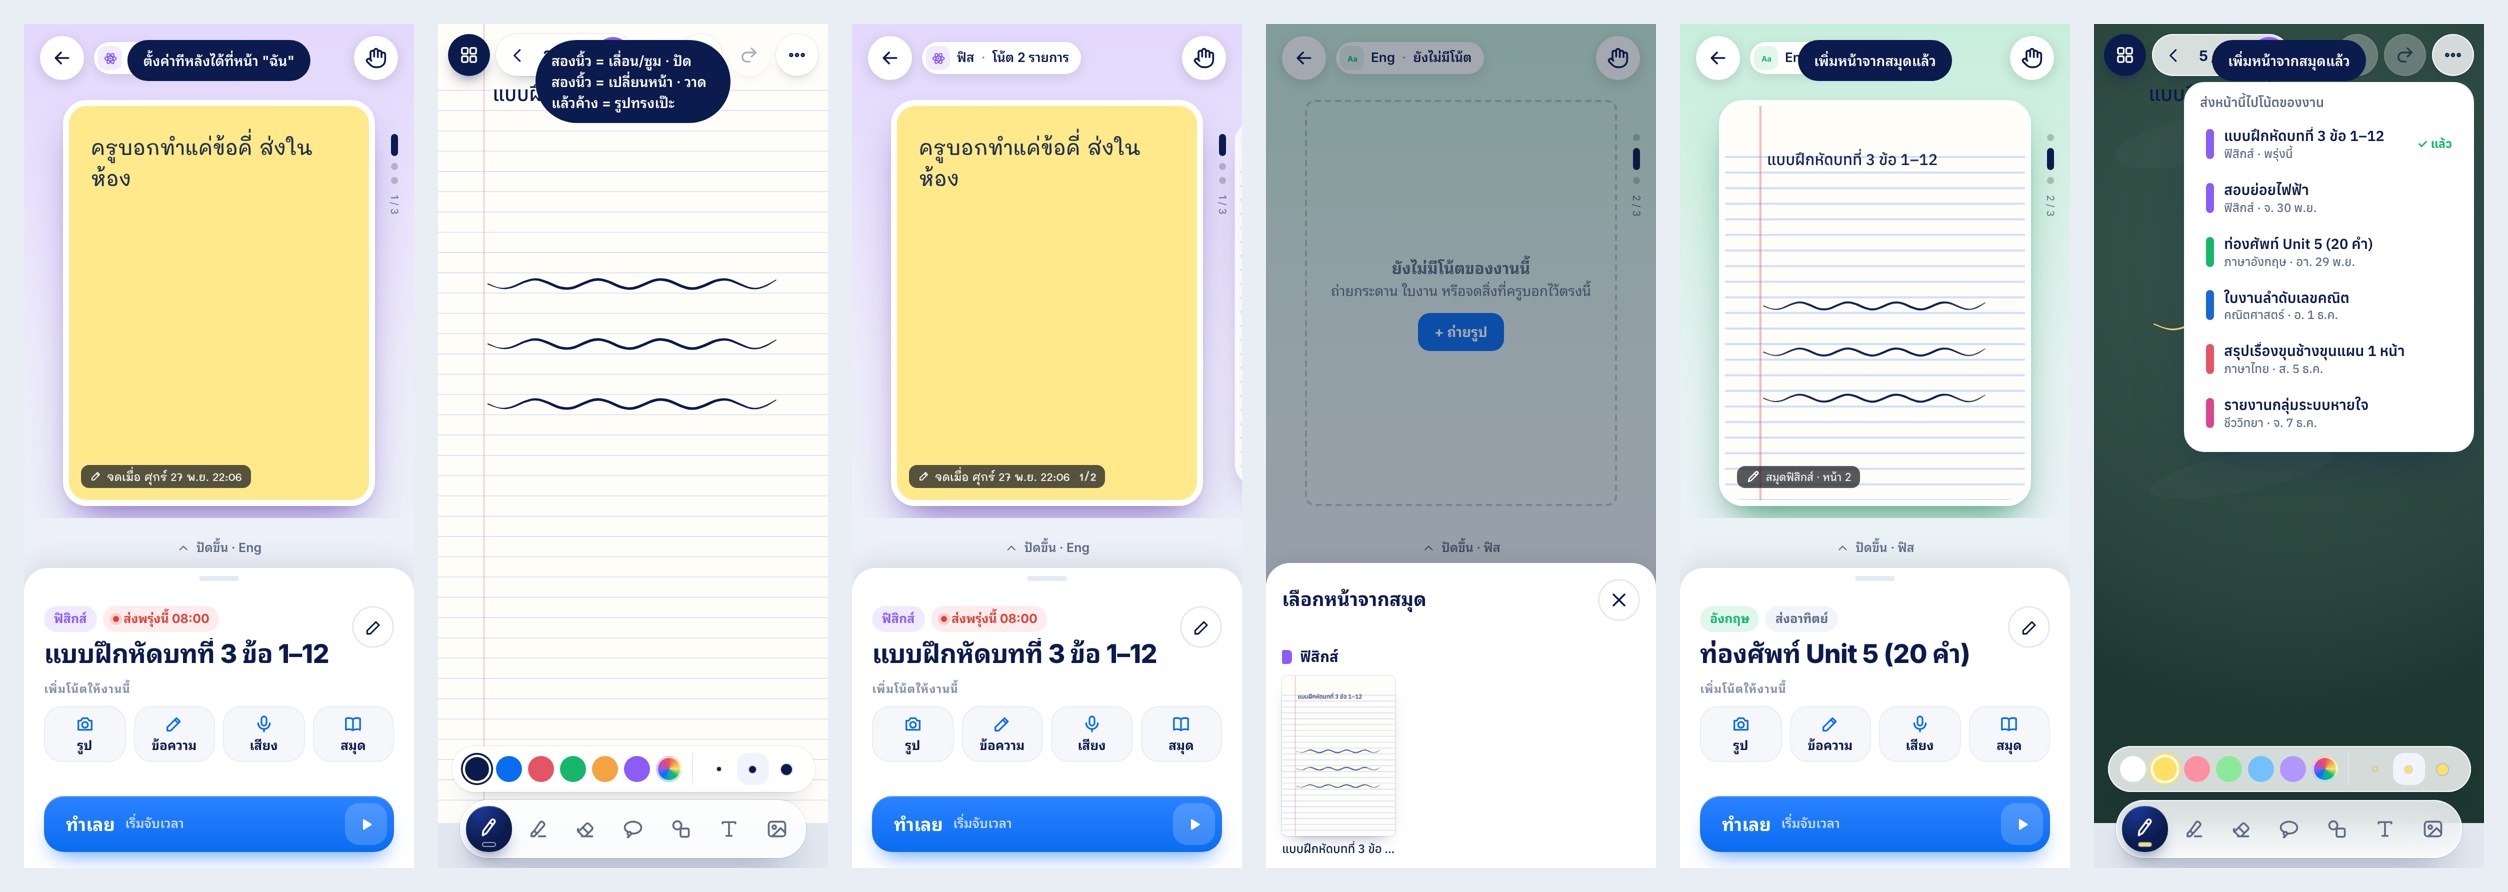 ตั้งค่าทีหลังได้ที่หน้า "ฉัน"
ครูบอกทำแค่ข้อคี่ ส่งใน
ห้อง
จดเมื่อ ศุกร์ 27 พ.ย. 22:06
1/3
ปัดขึ้น · Eng
ฟิสิกส์
ส่งพรุ่งนี้ 08:00
แบบฝึกหัดบทที่ 3 ข้อ 1–12
เพิ่มโน้ตให้งานนี้
รูป
ข้อความ
เสียง
สมุด
ทำเลย เริ่มจับเวลา
สองนิ้ว = เลื่อน/ซูม · ปัด
สองนิ้ว = เปลี่ยนหน้า · วาด
แล้วค้าง = รูปทรงเป๊ะ
ฟิส · โน้ต 2 รายการ
ครูบอกทำแค่ข้อคี่ ส่งใน
ห้อง
จดเมื่อ ศุกร์ 27 พ.ย. 22:06 1/2
1/3
ปัดขึ้น · Eng
ฟิสิกส์
ส่งพรุ่งนี้ 08:00
แบบฝึกหัดบทที่ 3 ข้อ 1–12
เพิ่มโน้ตให้งานนี้
รูป
ข้อความ
เสียง
สมุด
ทำเลย เริ่มจับเวลา
Aa Eng · ยังไม่มีโน้ต
ยังไม่มีโน้ตของงานนี้
ถ่ายกระดาน ใบงาน หรือจดสิ่งที่ครูบอกไว้ตรงนี้
+ ถ่ายรูป
2/3
ปัดขึ้น · ฟิส
เลือกหน้าจากสมุด
ฟิสิกส์
แบบฝึกหัดบทที่ 3 ข้อ 1–12
แบบฝึกหัดบทที่ 3 ข้อ ...
Aa
เพิ่มหน้าจากสมุดแล้ว
แบบฝึกหัดบทที่ 3 ข้อ 1–12
สมุดฟิสิกส์ · หน้า 2
2/3
ปัดขึ้น · ฟิส
อังกฤษ
ส่งอาทิตย์
ท่องศัพท์ Unit 5 (20 คำ)
เพิ่มโน้ตให้งานนี้
รูป
ข้อความ
เสียง
สมุด
ทำเลย เริ่มจับเวลา
5
เพิ่มหน้าจากสมุดแล้ว
ส่งหน้านี้ไปโน้ตของงาน
แบบฝึกหัดบทที่ 3 ข้อ 1–12
ฟิสิกส์ · พรุ่งนี้
แล้ว
สอบย่อยไฟฟ้า
ฟิสิกส์ · จ. 30 พ.ย.
ท่องศัพท์ Unit 5 (20 คำ)
ภาษาอังกฤษ · อา. 29 พ.ย.
ใบงานลำดับเลขคณิต
คณิตศาสตร์ · อ. 1 ธ.ค.
สรุปเรื่องขุนช้างขุนแผน 1 หน้า
ภาษาไทย · ส. 5 ธ.ค.
รายงานกลุ่มระบบหายใจ
ชีววิทยา · จ. 7 ธ.ค.
T